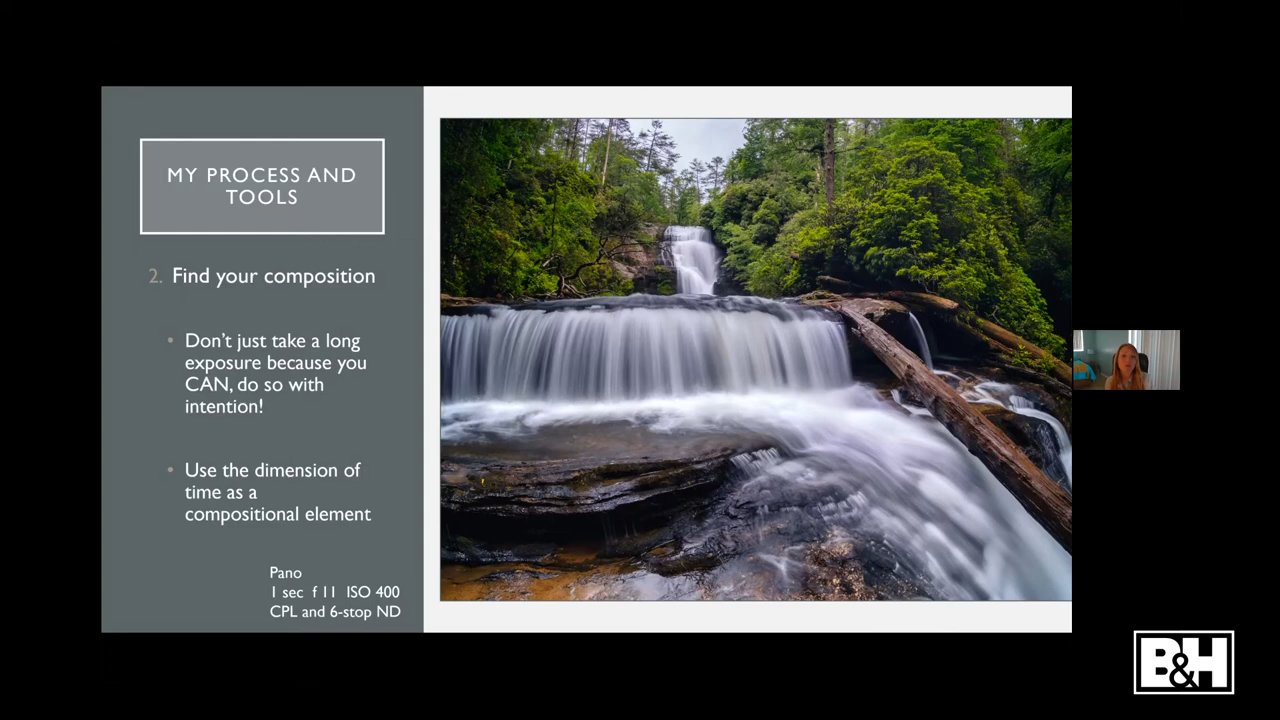 MY PROCESS AND
TOOLS
2. Find your composition
• Don't just take a long
exposure because you
CAN, do so with
intention!
• Use the dimension of
time as a
compositional element
Pano
1 sec f 11 ISO 400
CPL and 6-stop ND
B&H